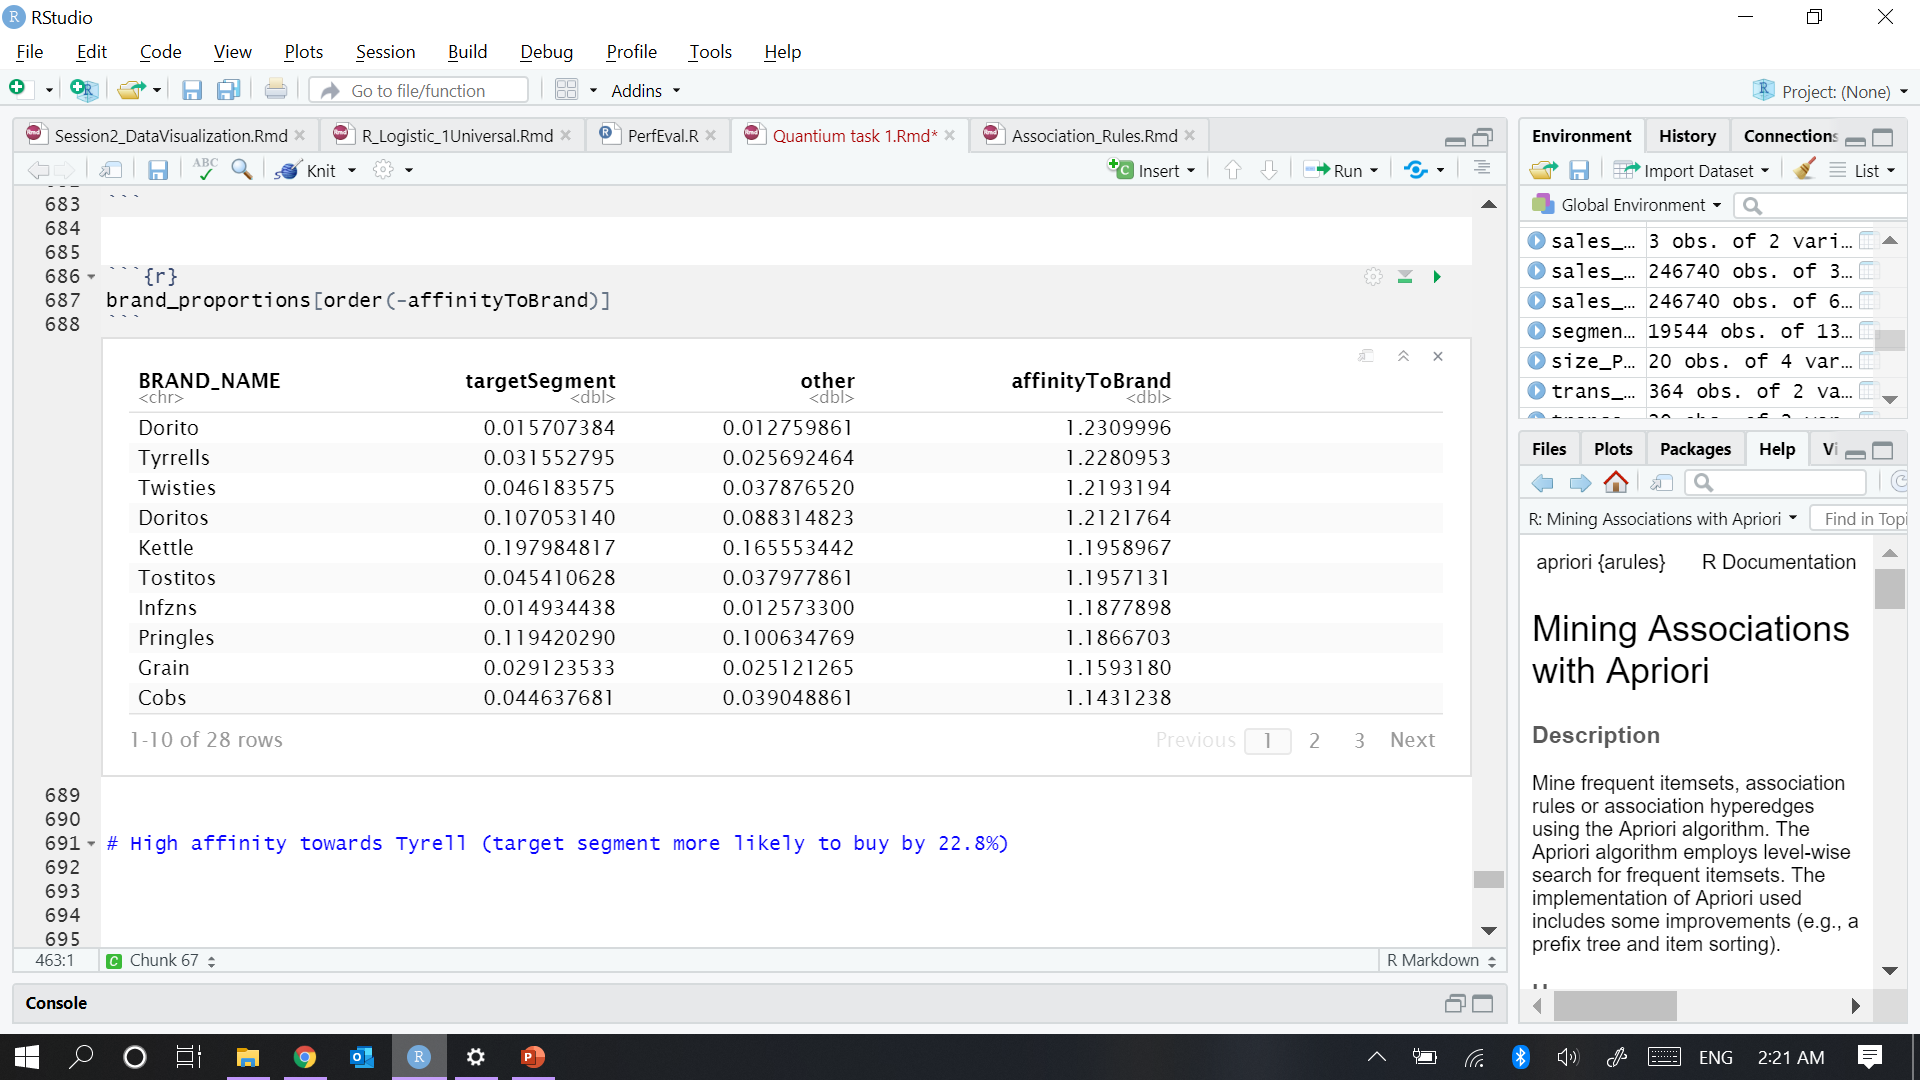 RStudio
File Edit Code View Plots Session Build Debug Profile Tools Help
Go to file/function Addins Project: (None)
Session2_DataVisualization.Rmd R_Logistic_1Universal.Rmd PerfEval.R Quantium task 1.Rmd* Association_Rules.Rmd
ABC Knit Insert Run
683 ```
684
685
686 ```{r}
687 brand_proportions[order(-affinityToBrand)]
688 ```
BRAND_NAME targetSegment other affinityToBrand
<chr> <dbl> <dbl> <dbl>
Dorito 0.015707384 0.012759861 1.2309996
Tyrrells 0.031552795 0.025692464 1.2280953
Twisties 0.046183575 0.037876520 1.2193194
Doritos 0.107053140 0.088314823 1.2121764
Kettle 0.197984817 0.165553442 1.1958967
Tostitos 0.045410628 0.037977861 1.1957131
Infzns 0.014934438 0.012573300 1.1877898
Pringles 0.119420290 0.100634769 1.1866703
Grain 0.029123533 0.025121265 1.1593180
Cobs 0.044637681 0.039048861 1.1431238
1-10 of 28 rows Previous 1 2 3 Next
689
690
691 # High affinity towards Tyrell (target segment more likely to buy by 22.8%)
692
693
694
695
463:1 Chunk 67 R Markdown
Console
Environment History Connections
Import Dataset List
Global Environment
sales_... 3 obs. of 2 vari...
sales_... 246740 obs. of 3...
sales_... 246740 obs. of 6...
segmen... 19544 obs. of 13...
size_P... 20 obs. of 4 var...
trans_... 364 obs. of 2 va...
Files Plots Packages Help Vi
R: Mining Associations with Apriori Find in Topi
apriori {arules} R Documentation
Mining Associations
with Apriori
Description
Mine frequent itemsets, association
rules or association hyperedges
using the Apriori algorithm. The
Apriori algorithm employs level-wise
search for frequent itemsets. The
implementation of Apriori used
includes some improvements (e.g., a
prefix tree and item sorting).
ENG 2:21 AM